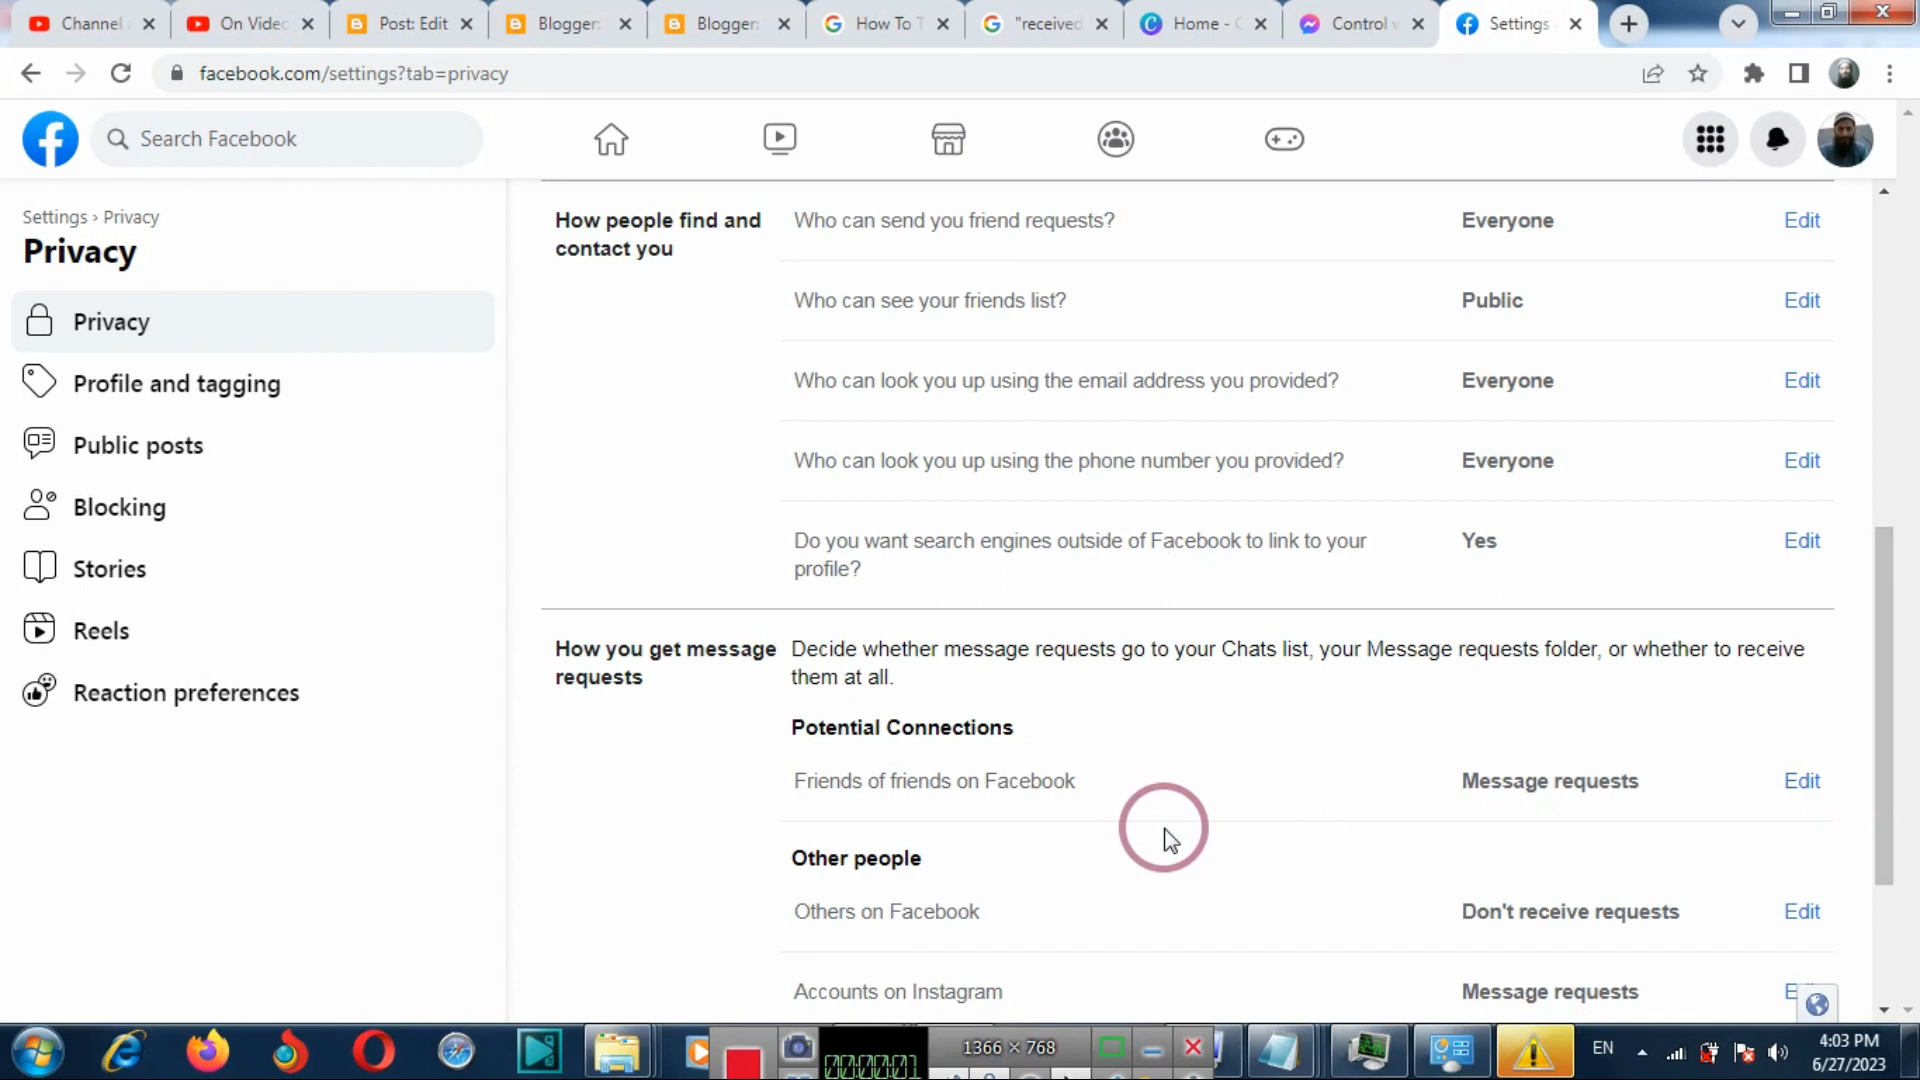 Channel
On Videc
Post: Edit
Blogger:
Blogger:
How To T
"received
Home - C
Control v
Settings
facebook.com/settings?tab=privacy
Search Facebook
Settings › Privacy
Privacy
Privacy
Profile and tagging
Public posts
Blocking
Stories
Reels
Reaction preferences
How people find and
contact you
Who can send you friend requests? Everyone Edit
Who can see your friends list? Public Edit
Who can look you up using the email address you provided? Everyone Edit
Who can look you up using the phone number you provided? Everyone Edit
Do you want search engines outside of Facebook to link to your Yes Edit
profile?
How you get message
requests
Decide whether message requests go to your Chats list, your Message requests folder, or whether to receive
them at all.
Potential Connections
Friends of friends on Facebook Message requests Edit
Other people
Others on Facebook Don't receive requests Edit
Accounts on Instagram Message requests
1366 × 768
EN
4:03 PM
6/27/2023